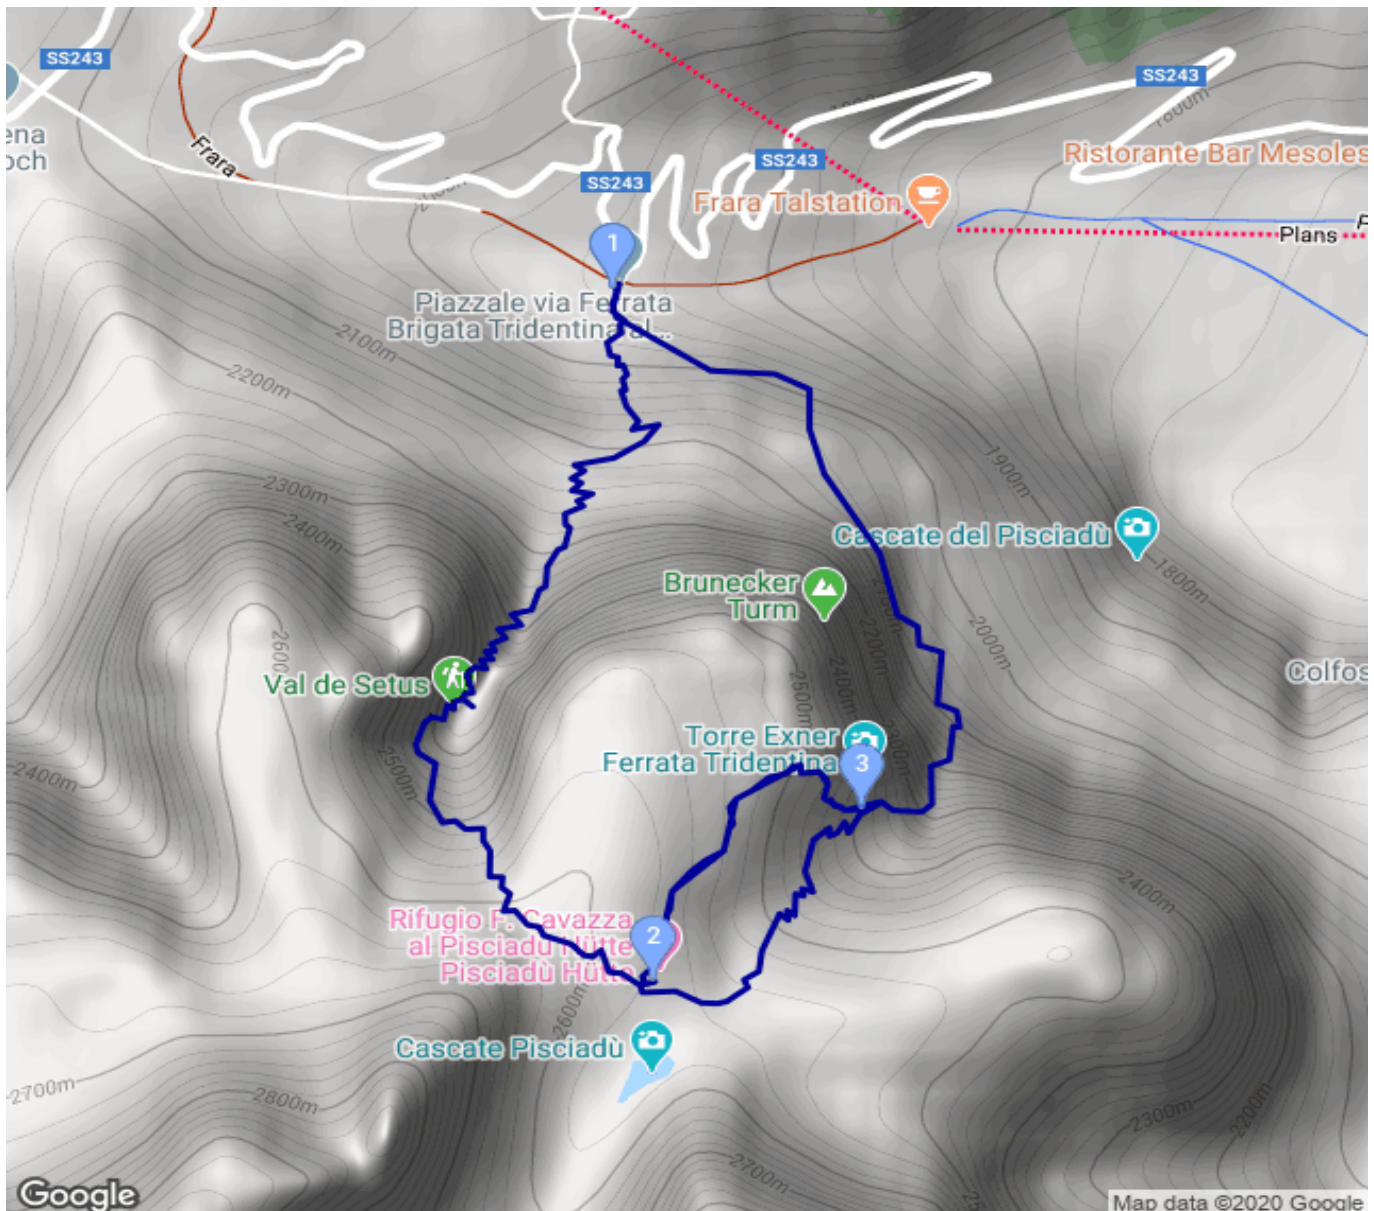 SS243
SS243
1800m
SS243
ena
och
Frara
Ristorante Bar Mesoles
SS243
Frara Talstation
Plans
1
Piazzale via Ferrata
Brigata Tridentina al...
2100m
2200m
1900m
2300m
2400m
Cascate del Pisciadù
1800m
Brunecker
Turm
2100m
2000m
2200m
2600
Val de Setus
2400m
2500m
Colfos
Torre Exner
Ferrata Tridentina
3
2400m
2500m
2400m
Rifugio F. Cavazza
al Pisciadù Hütte
Pisciadù Hütte
2
2600m
Cascate Pisciadù
2700m
2800m
2300m
2200m
2700m
Google
Map data ©2020 Google